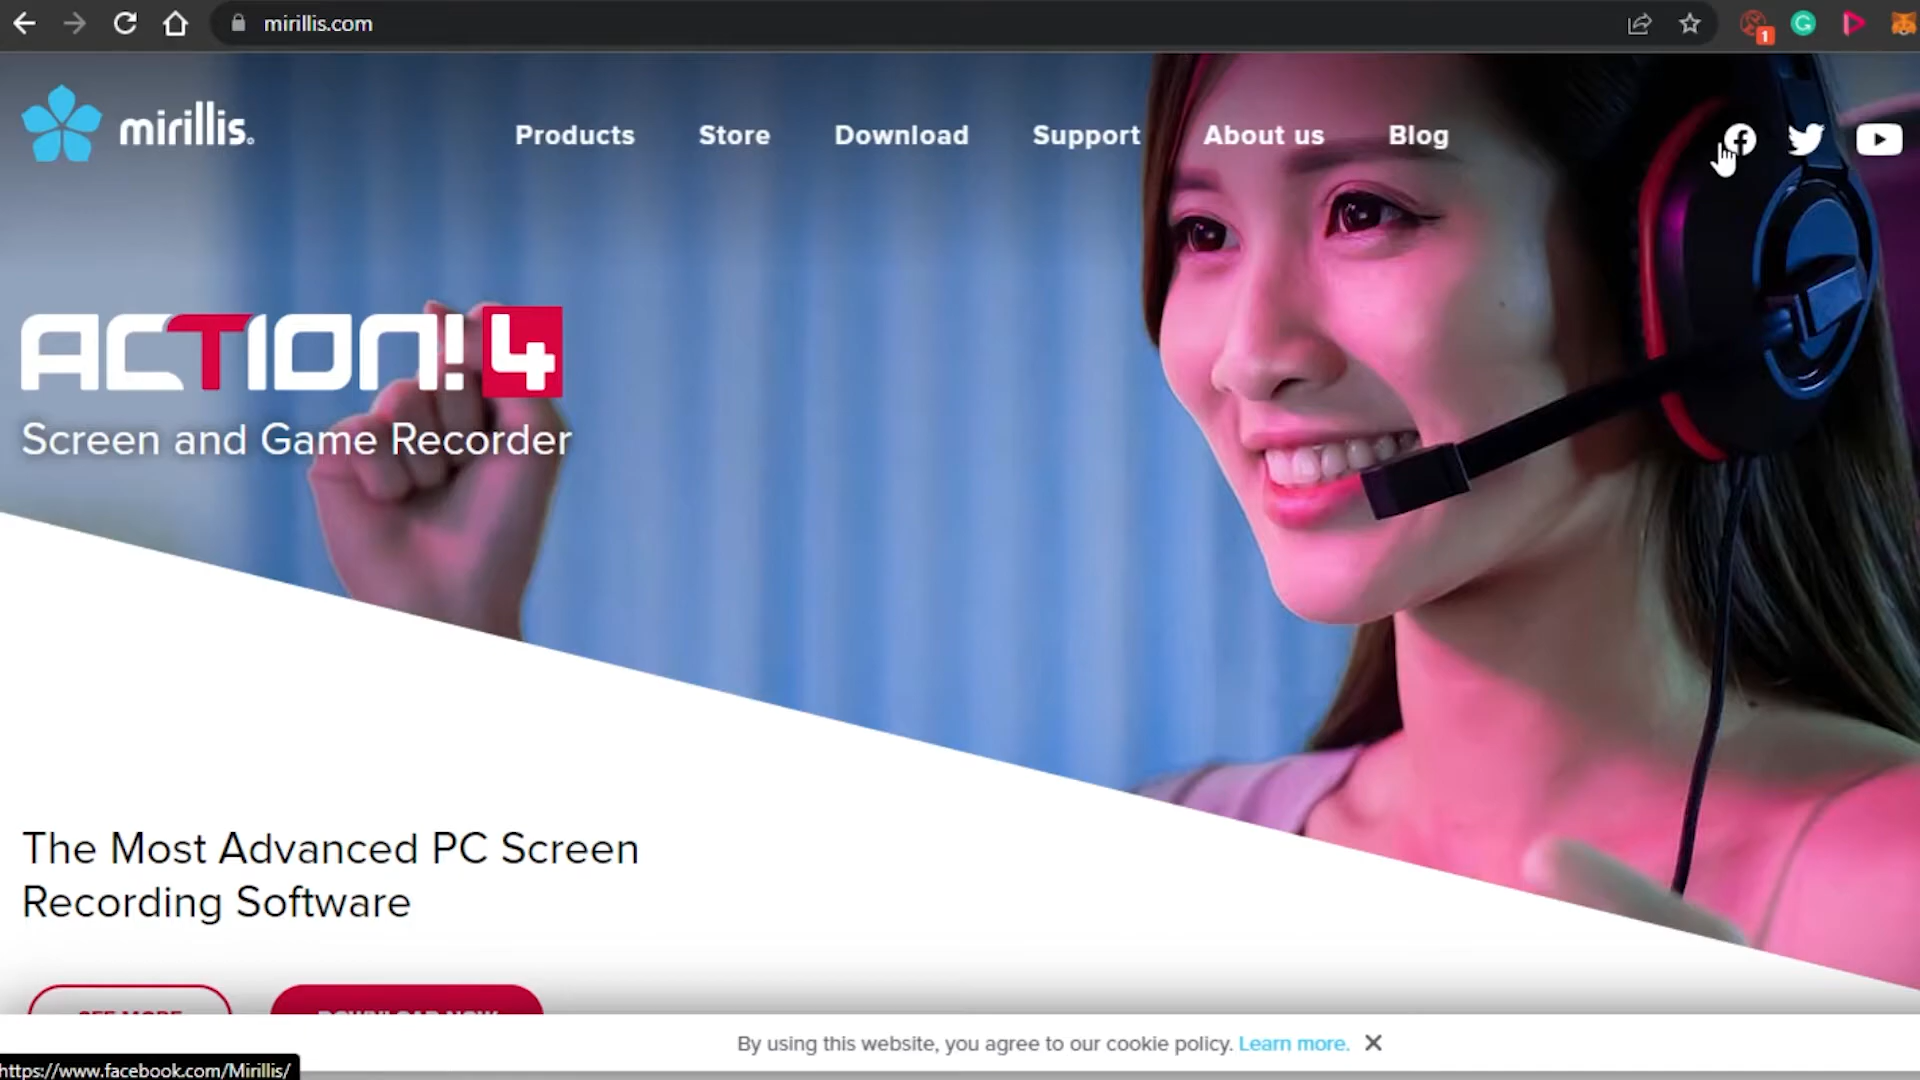 mirillis.com
1
mirillis
Products Store Download Support About us Blog
ACTION! 4
Screen and Game Recorder
The Most Advanced PC Screen
Recording Software
SEE MORE DOWNLOAD NOW
By using this website, you agree to our cookie policy. Learn more.
https://www.facebook.com/Mirillis/